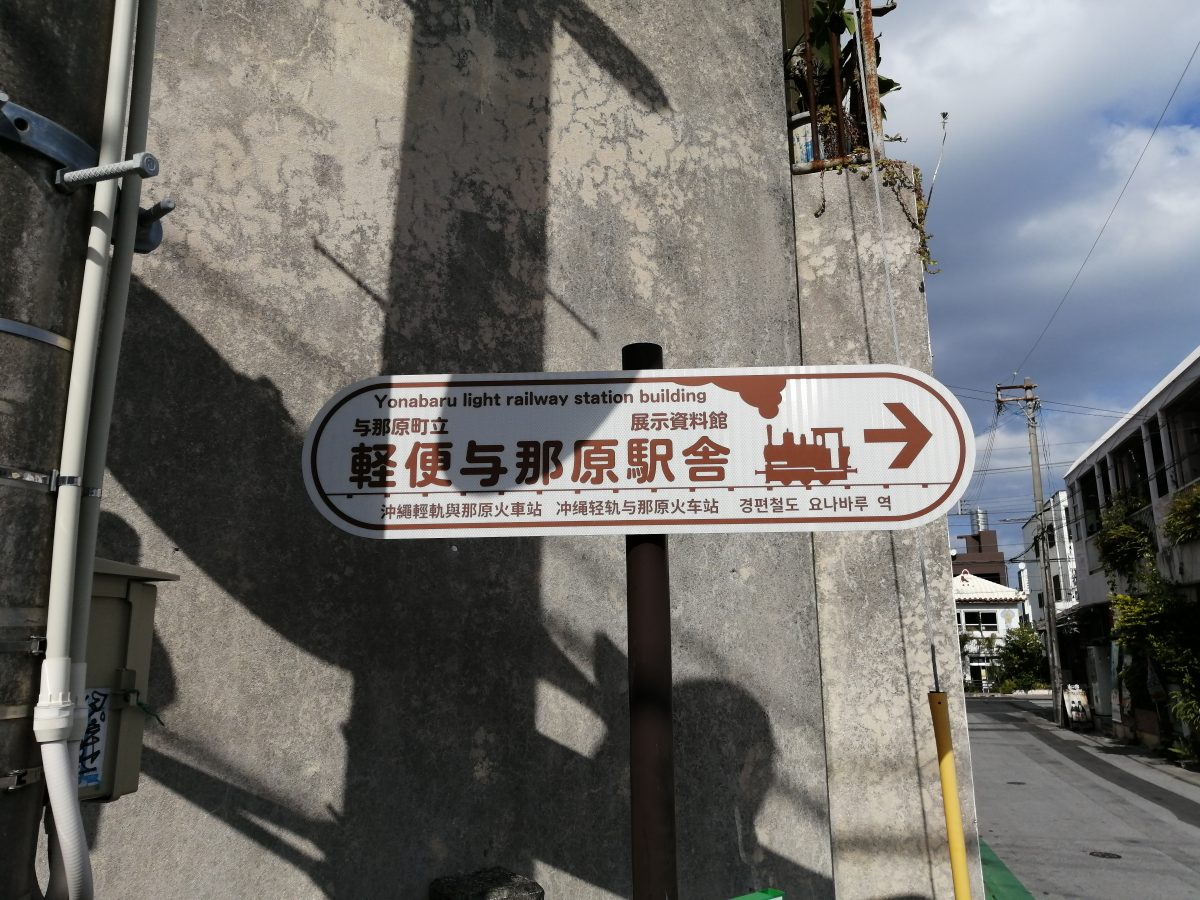 Yonabaru light railway station building
与那原町立 展示資料館
軽便与那原駅舎
沖繩輕軌與那原火車站 冲绳轻轨与那原火车站 경편철도 요나바루 역